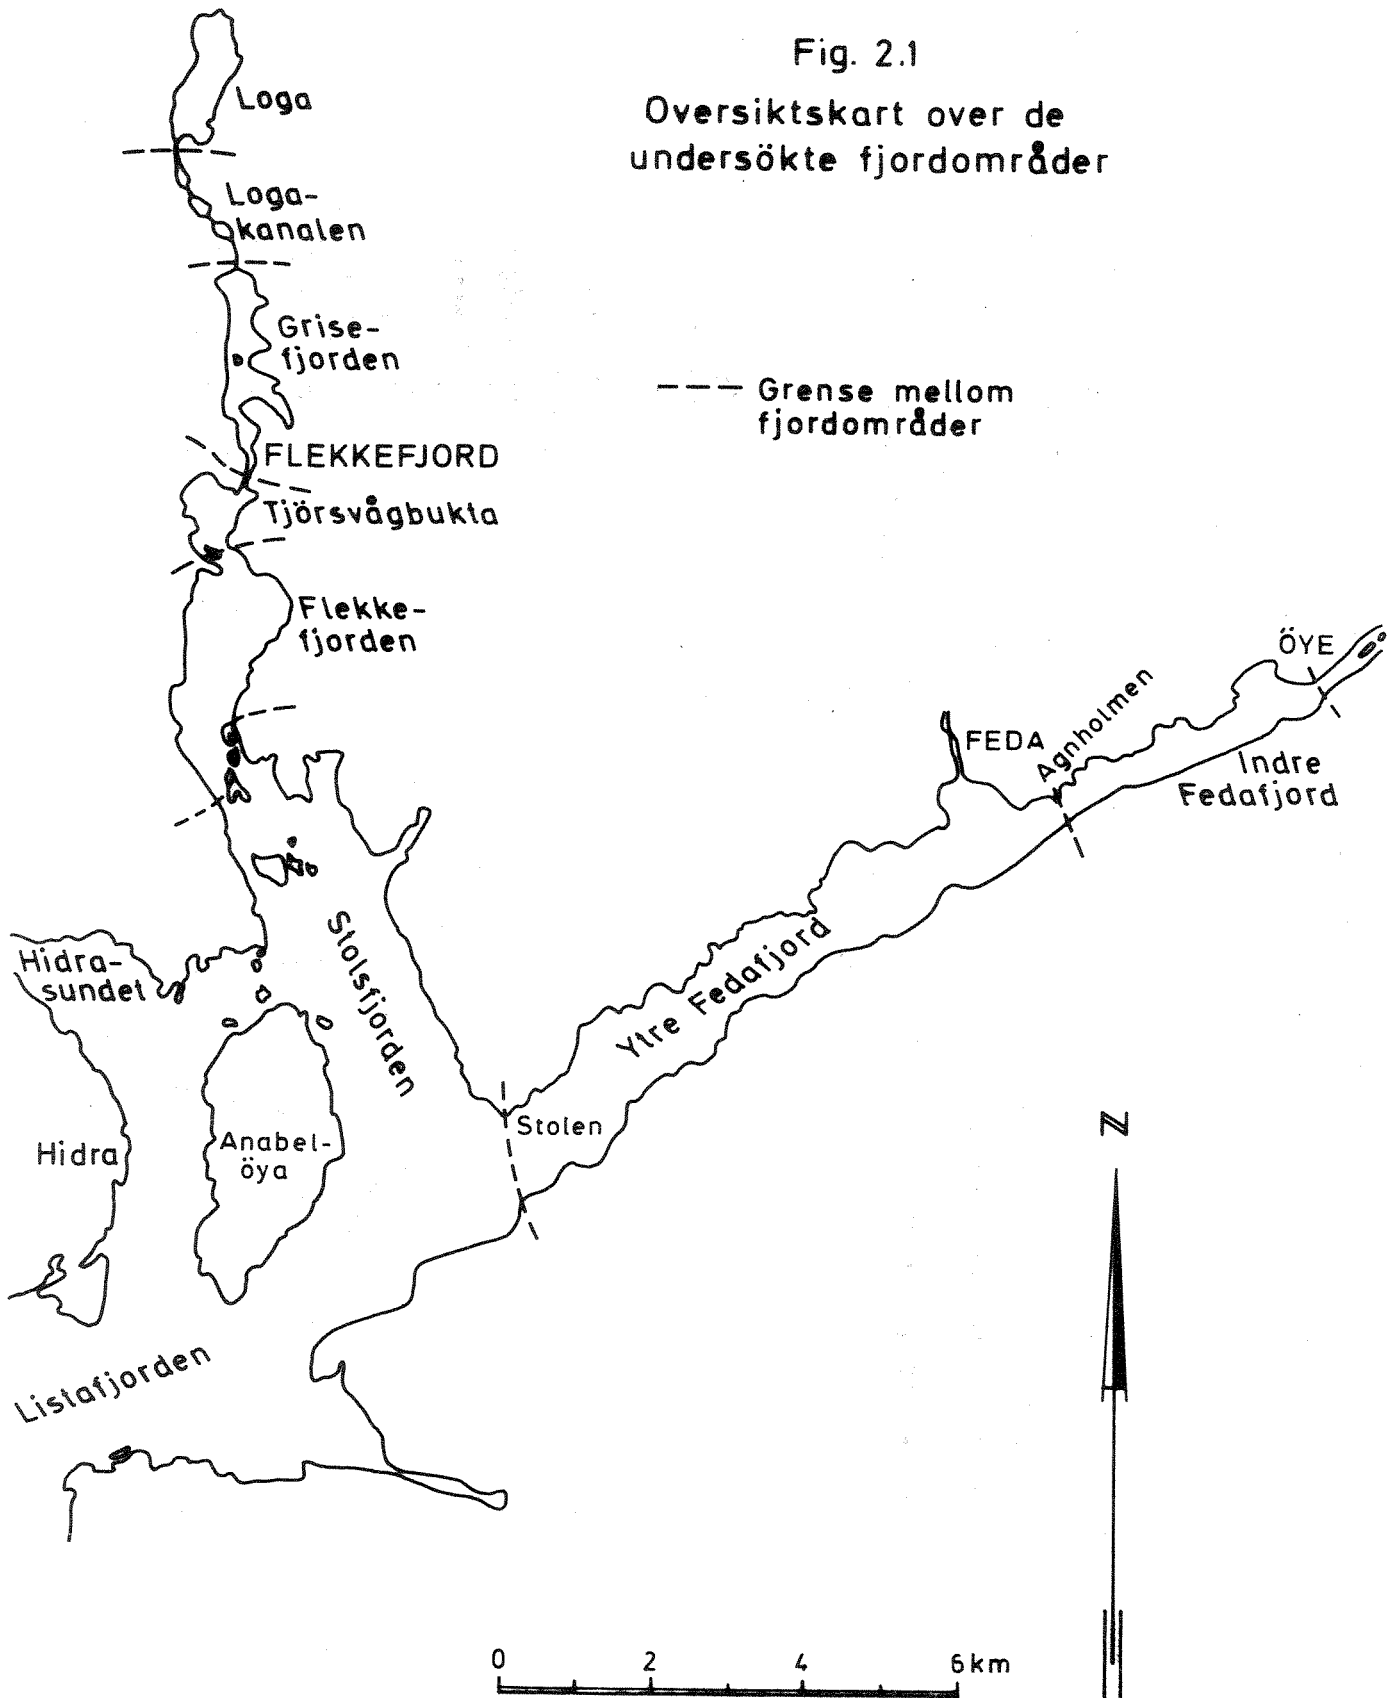 Fig. 2.1
Oversiktskart over de
undersökte fjordområder
Loga
Loga-
kanalen
Grise-
fjorden
--- Grense mellom
fjordområder
FLEKKEFJORD
Tjörsvågbukta
Flekke-
fjorden
ÖYE
Agnholmen
FEDA
Indre
Fedafjord
Ytre Fedafjord
Stolsfjorden
Hidra-
sundet
Stolen
Hidra
Anabel-
öya
N
Listafjorden
0 2 4 6 km